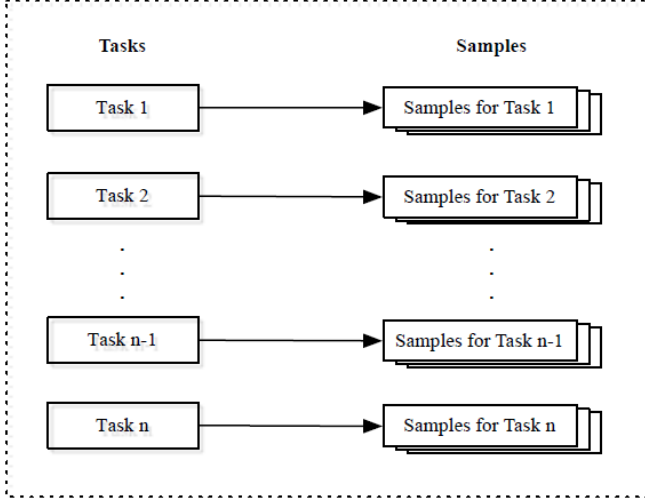 Tasks Samples
Task 1 Samples for Task 1
Task 2 Samples for Task 2
. .
. .
. .
Task n-1 Samples for Task n-1
Task n Samples for Task n